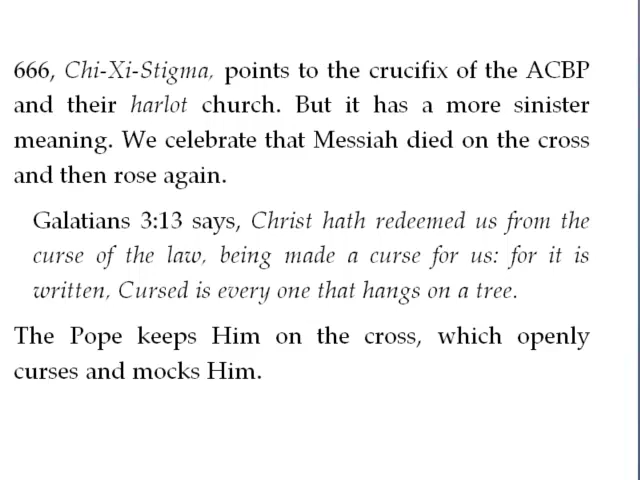 666, Chi-Xi-Stigma, points to the crucifix of the ACBP
and their harlot church. But it has a more sinister
meaning. We celebrate that Messiah died on the cross
and then rose again.
Galatians 3:13 says, Christ hath redeemed us from the
curse of the law, being made a curse for us: for it is
written, Cursed is every one that hangs on a tree.
The Pope keeps Him on the cross, which openly
curses and mocks Him.